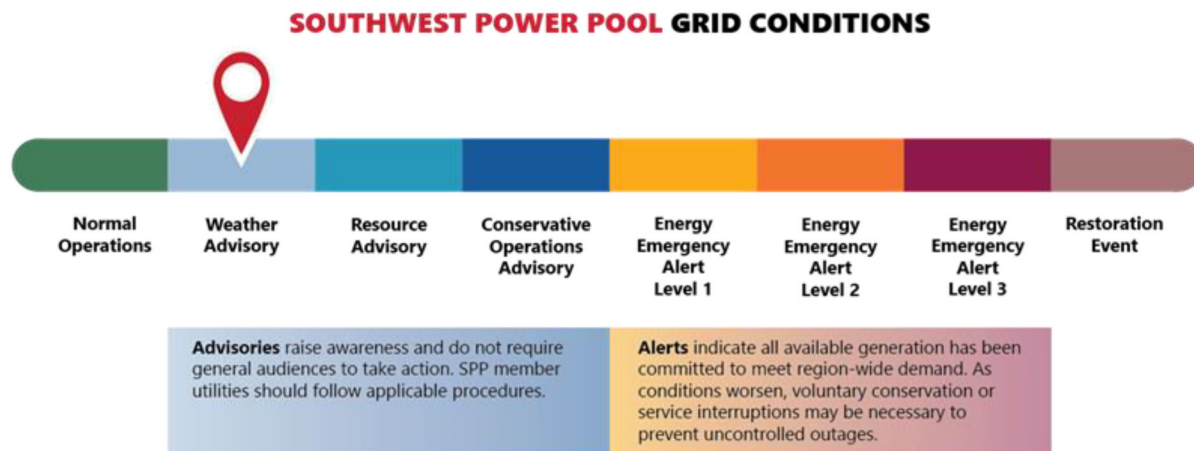 SOUTHWEST POWER POOL GRID CONDITIONS
Normal
Operations
Weather
Advisory
Resource
Advisory
Conservative
Operations
Advisory
Energy
Emergency
Alert
Level 1
Energy
Emergency
Alert
Level 2
Energy
Emergency
Alert
Level 3
Restoration
Event
Advisories raise awareness and do not require
general audiences to take action. SPP member
utilities should follow applicable procedures.
Alerts indicate all available generation has been
committed to meet region-wide demand. As
conditions worsen, voluntary conservation or
service interruptions may be necessary to
prevent uncontrolled outages.